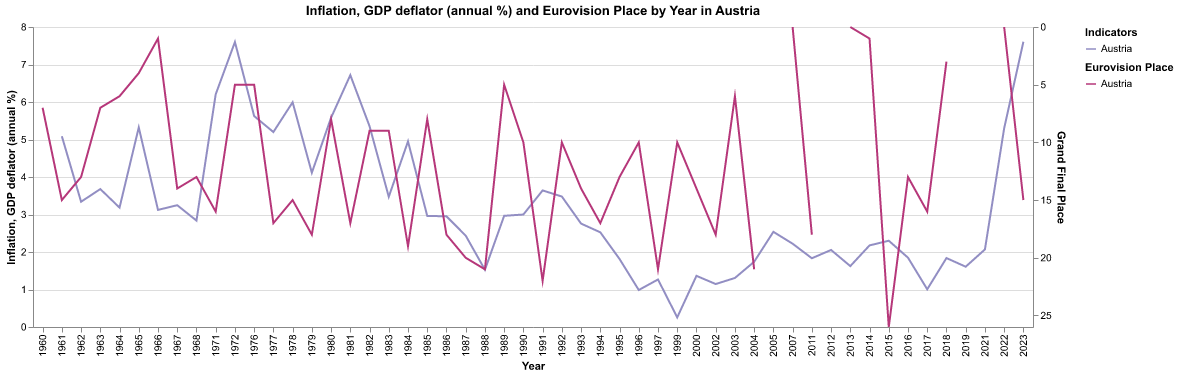 Inflation, GDP deflator (annual %) and Eurovision Place by Year in Austria
Inflation, GDP deflator (annual %)
8
7
6
5
4
3
2
1
0
0
5
10
15
20
25
Grand Final Place
Indicators
Austria
Eurovision Place
Austria
1960 1961 1962 1963 1964 1965 1966 1967 1968 1971 1972 1976 1977 1978 1979 1980 1981 1982 1983 1984 1985 1986 1987 1988 1989 1990 1991 1992 1993 1994 1995 1996 1997 1999 2000 2002 2003 2004 2005 2007 2011 2012 2013 2014 2015 2016 2017 2018 2019 2021 2022 2023
Year